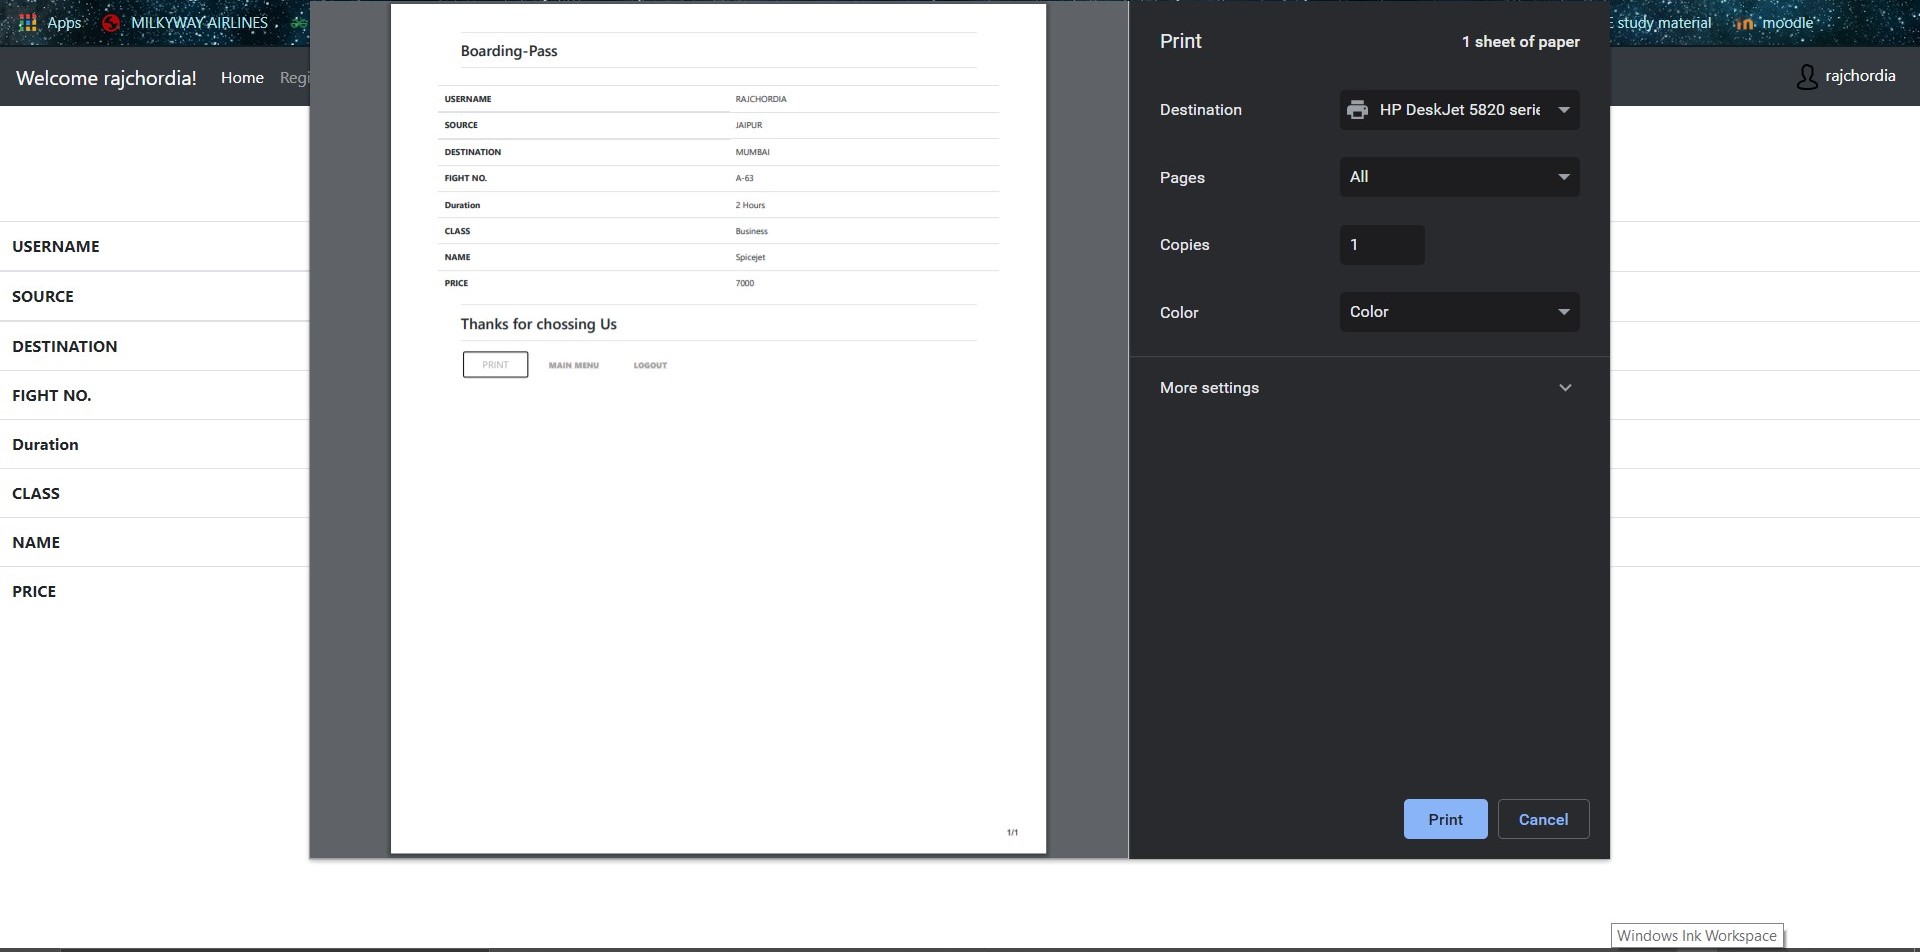 Apps MILKYWAY AIRLINES study material moodle
Welcome rajchordia! Home Regi rajchordia
USERNAME
SOURCE
DESTINATION
FIGHT NO.
Duration
CLASS
NAME
PRICE
Boarding-Pass
USERNAME RAJCHORDIA
SOURCE JAIPUR
DESTINATION MUMBAI
FIGHT NO. A-63
Duration 2 Hours
CLASS Business
NAME Spicejet
PRICE 7000
Thanks for chossing Us
PRINT MAIN MENU LOGOUT
1/1
Print 1 sheet of paper
Destination HP DeskJet 5820 serie
Pages All
Copies 1
Color Color
More settings
Print Cancel
Windows Ink Workspace